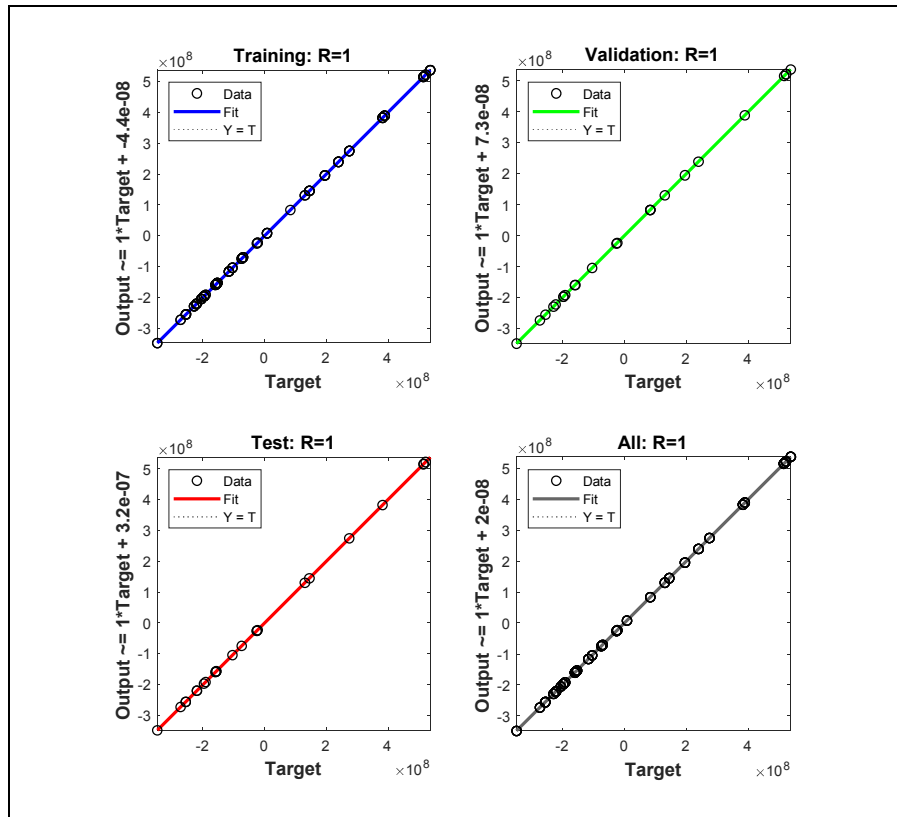 Training: R=1
×10^8
Output ~= 1*Target + -4.4e-08
5
4
3
2
1
0
-1
-2
-3
Data
Fit
Y = T
-2 0 2 4
×10^8
Target
Validation: R=1
×10^8
Output ~= 1*Target + 7.3e-08
5
4
3
2
1
0
-1
-2
-3
Data
Fit
Y = T
-2 0 2 4
×10^8
Target
Test: R=1
×10^8
Output ~= 1*Target + 3.2e-07
5
4
3
2
1
0
-1
-2
-3
Data
Fit
Y = T
-2 0 2 4
×10^8
Target
All: R=1
×10^8
Output ~= 1*Target + 2e-08
5
4
3
2
1
0
-1
-2
-3
Data
Fit
Y = T
-2 0 2 4
×10^8
Target